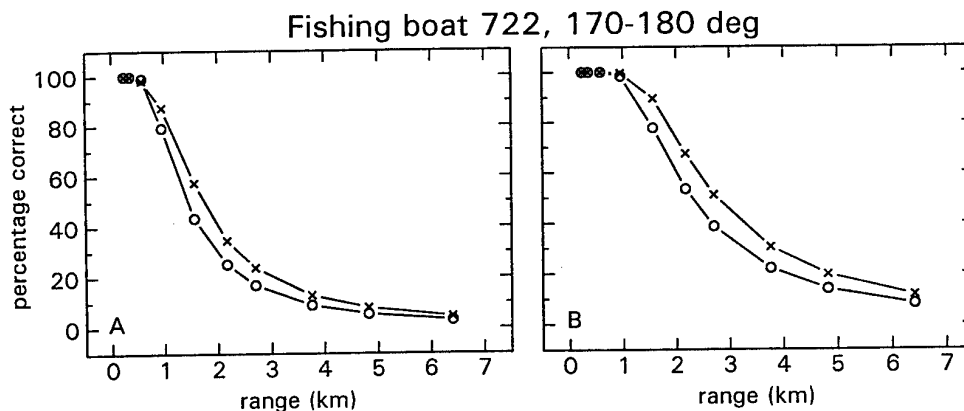 Fishing boat 722, 170-180 deg
percentage correct
100
80
60
40
20
0
A
0 1 2 3 4 5 6 7
range (km)
B
0 1 2 3 4 5 6 7
range (km)